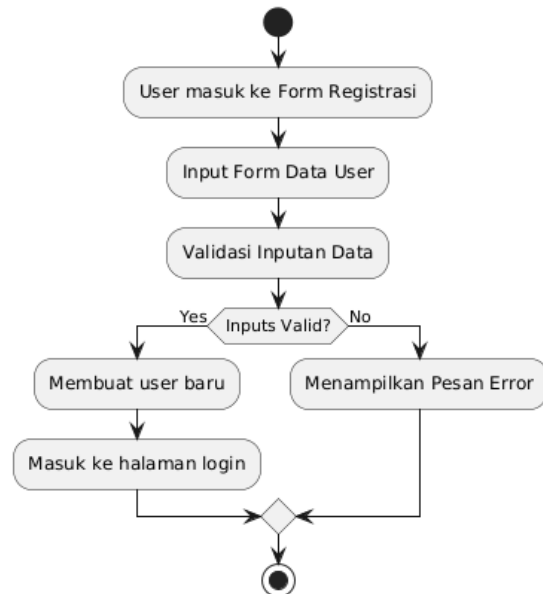 User masuk ke Form Registrasi
Input Form Data User
Validasi Inputan Data
Yes
Inputs Valid?
No
Membuat user baru
Menampilkan Pesan Error
Masuk ke halaman login